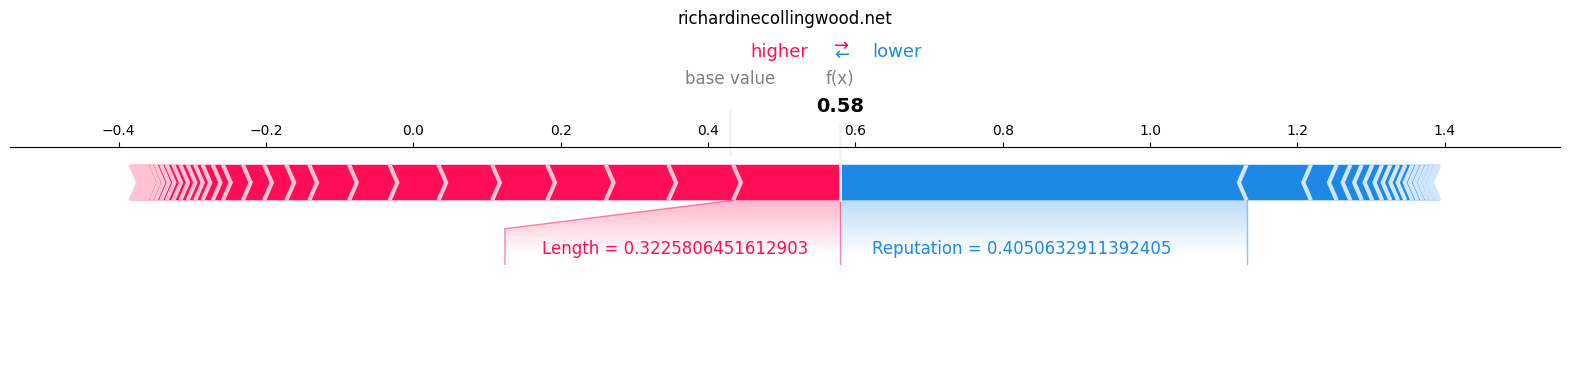 richardinecollingwood.net
higher ⇄ lower
base value f(x)
0.58
−0.4 −0.2 0.0 0.2 0.4 0.6 0.8 1.0 1.2 1.4
Length = 0.3225806451612903 Reputation = 0.4050632911392405